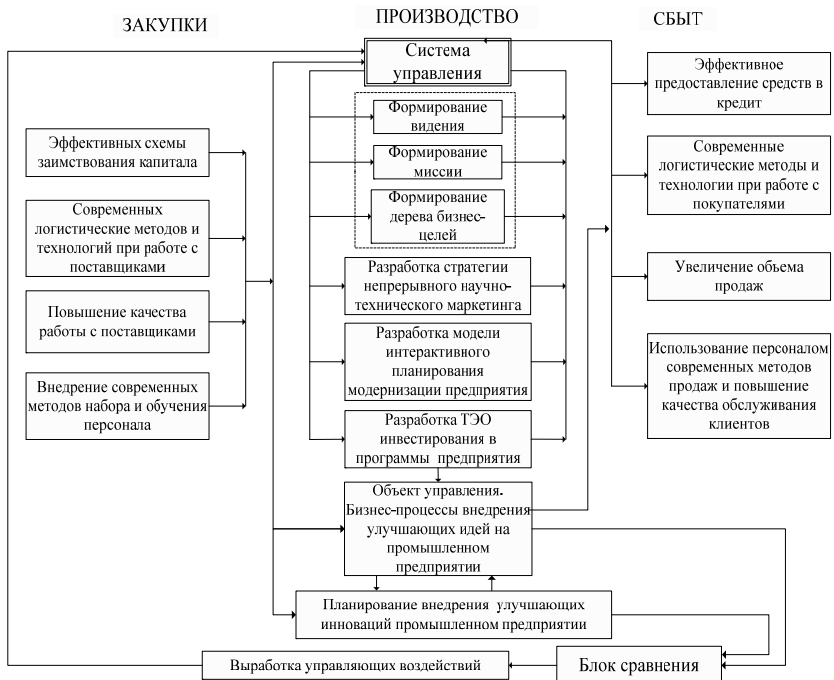 ЗАКУПКИ
ПРОИЗВОДСТВО
СБЫТ
Система
управления
Формирование
видения
Формирование
миссии
Формирование
дерева бизнес-
целей
Разработка стратегии
непрерывного научно-
технического маркетинга
Разработка модели
интерактивного
планирования
модернизации предприятия
Разработка ТЭО
инвестирования в
программы предприятия
Объект управления.
Бизнес-процессы внедрения
улучшающих идей на
промышленном
предприятии
Планирование внедрения улучшающих
инноваций промышленном предприятии
Эффективных схемы
заимствования капитала
Современных
логистические методов и
технологий при работе с
поставщиками
Повышение качества
работы с поставщиками
Внедрение современных
методов набора и обучения
персонала
Эффективное
предоставление средств в
кредит
Современные
логистические методы и
технологии при работе с
покупателями
Увеличение объема
продаж
Использование персоналом
современных методов
продаж и повышение
качества обслуживания
клиентов
Выработка управляющих воздействий
Блок сравнения